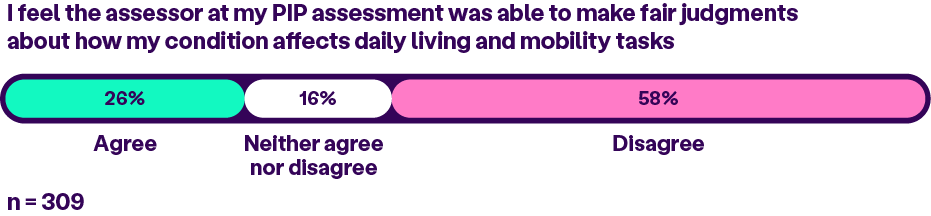 I feel the assessor at my PIP assessment was able to make fair judgments
about how my condition affects daily living and mobility tasks
26%
16%
58%
Agree
Neither agree
nor disagree
Disagree
n = 309